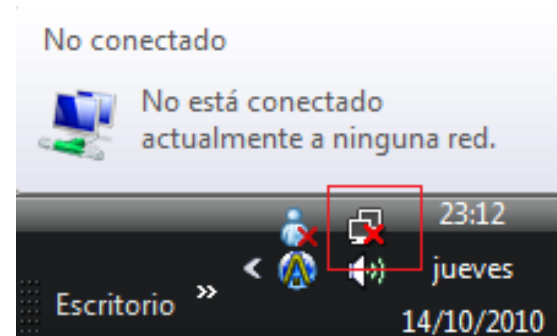 No conectado
No está conectado
actualmente a ninguna red.
23:12
jueves
Escritorio »
14/10/2010